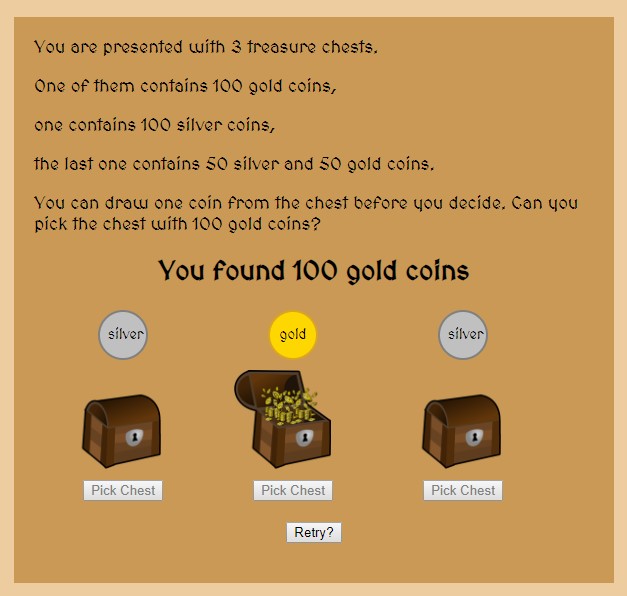 You are presented with 3 treasure chests.
One of them contains 100 gold coins,
one contains 100 silver coins,
the last one contains 50 silver and 50 gold coins.
You can draw one coin from the chest before you decide. Can you
pick the chest with 100 gold coins?
You found 100 gold coins
silver gold silver
Pick Chest Pick Chest Pick Chest
Retry?